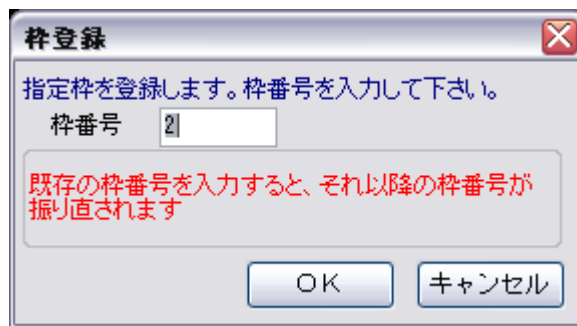 枠登録
指定枠を登録します。枠番号を入力して下さい。
枠番号 2
既存の枠番号を入力すると、それ以降の枠番号が
振り直されます
OK キャンセル